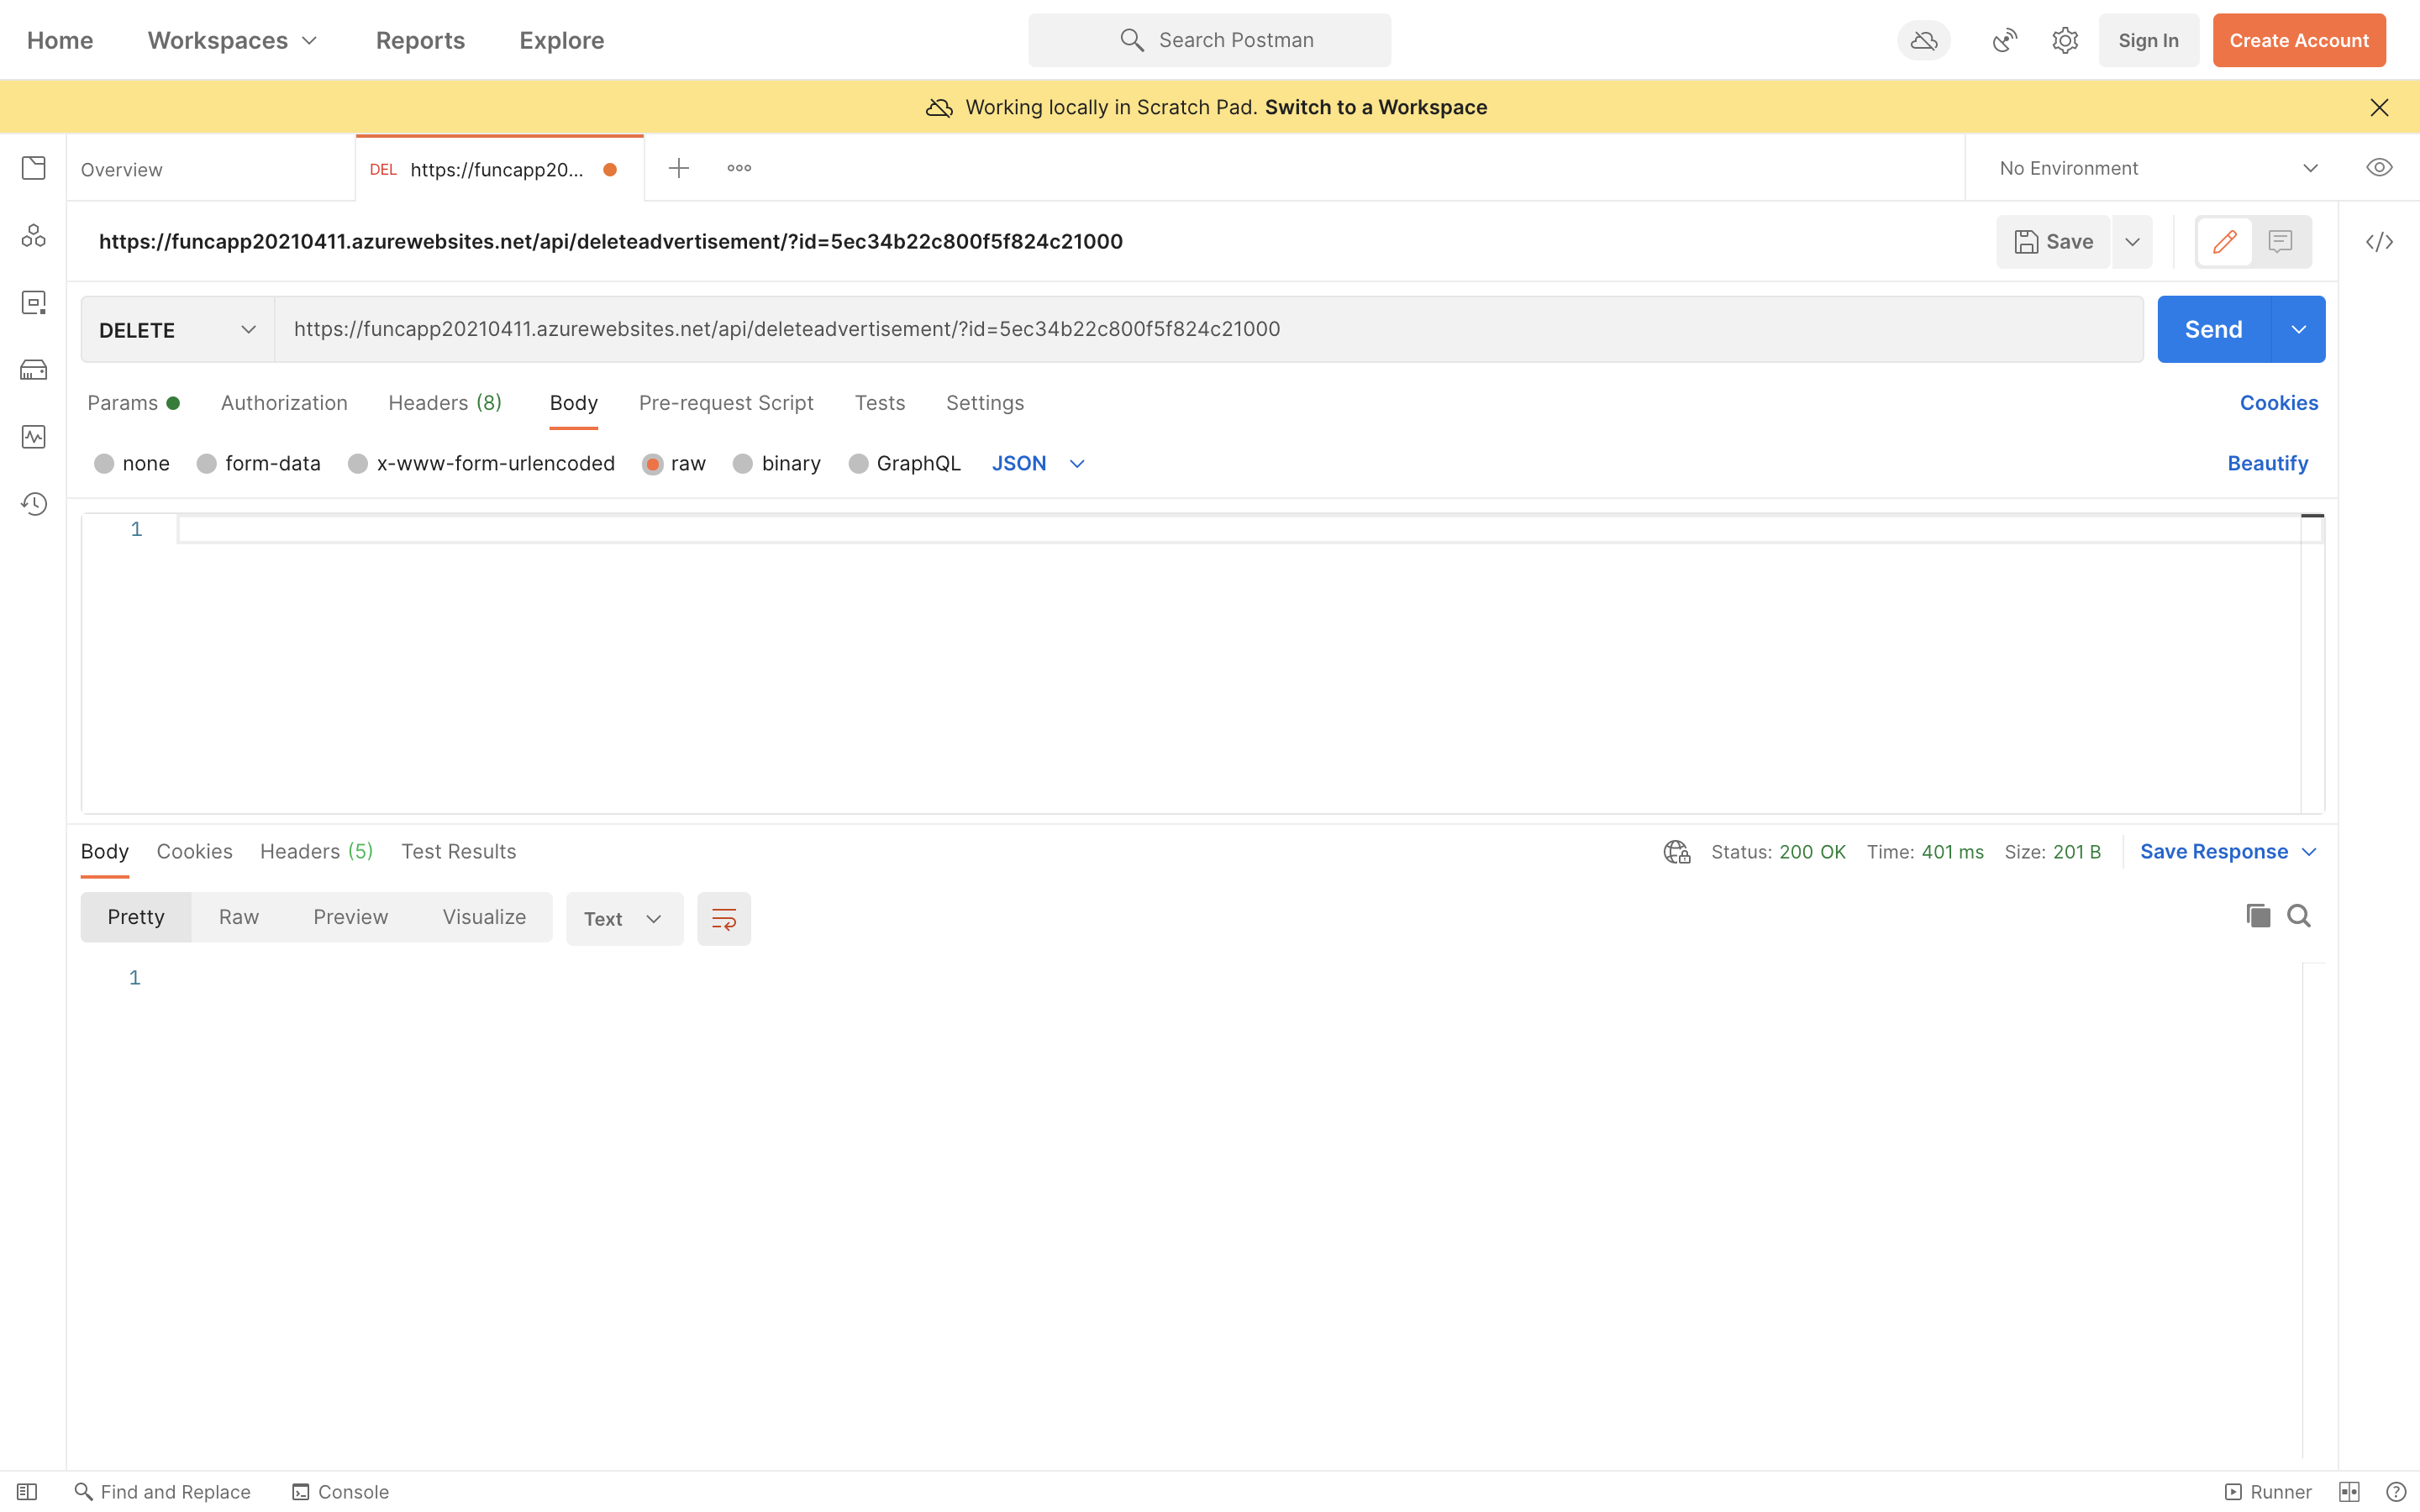 Home Workspaces Reports Explore Search Postman Sign In Create Account
Working locally in Scratch Pad. Switch to a Workspace
Overview DEL https://funcapp20... No Environment
https://funcapp20210411.azurewebsites.net/api/deleteadvertisement/?id=5ec34b22c800f5f824c21000 Save
DELETE https://funcapp20210411.azurewebsites.net/api/deleteadvertisement/?id=5ec34b22c800f5f824c21000 Send
Params Authorization Headers (8) Body Pre-request Script Tests Settings Cookies
none form-data x-www-form-urlencoded raw binary GraphQL JSON Beautify
1
Body Cookies Headers (5) Test Results Status: 200 OK Time: 401 ms Size: 201 B Save Response
Pretty Raw Preview Visualize Text
1
Find and Replace Console Runner